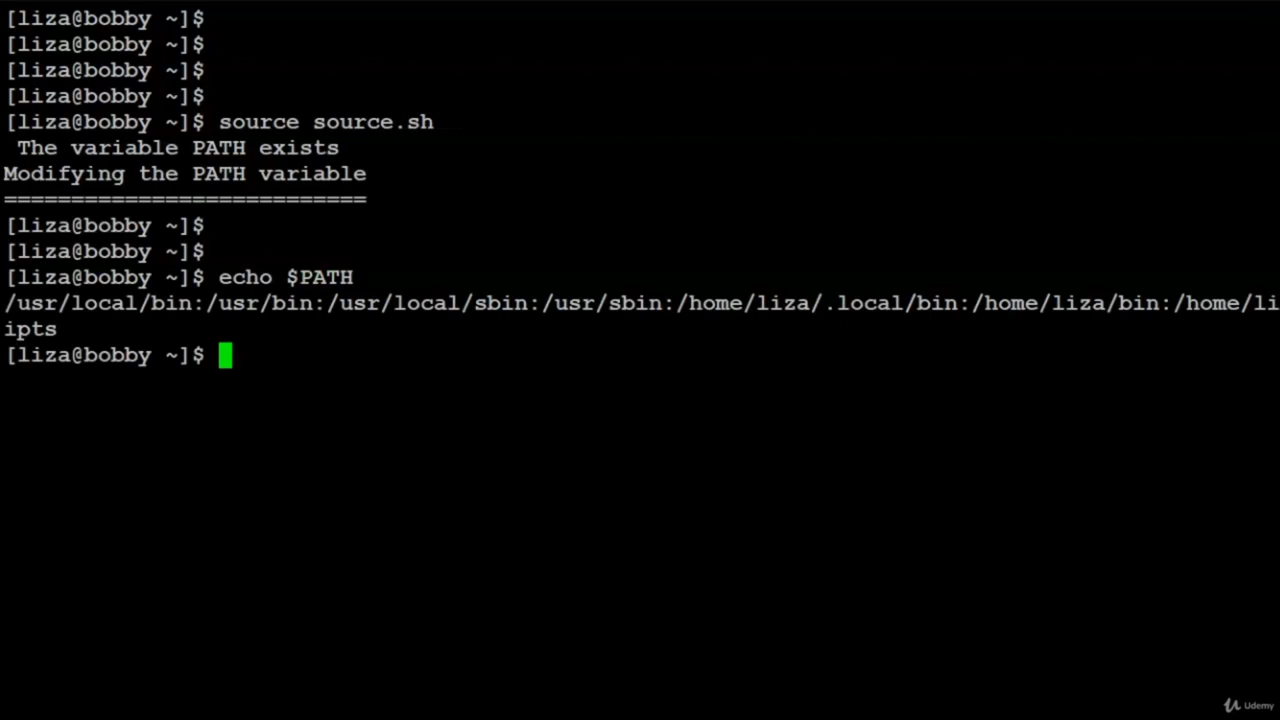 [liza@bobby ~]$
[liza@bobby ~]$
[liza@bobby ~]$
[liza@bobby ~]$
[liza@bobby ~]$ source source.sh
 The variable PATH exists
Modifying the PATH variable
===========================
[liza@bobby ~]$
[liza@bobby ~]$
[liza@bobby ~]$ echo $PATH
/usr/local/bin:/usr/bin:/usr/local/sbin:/usr/sbin:/home/liza/.local/bin:/home/liza/bin:/home/li
ipts
[liza@bobby ~]$
Udemy